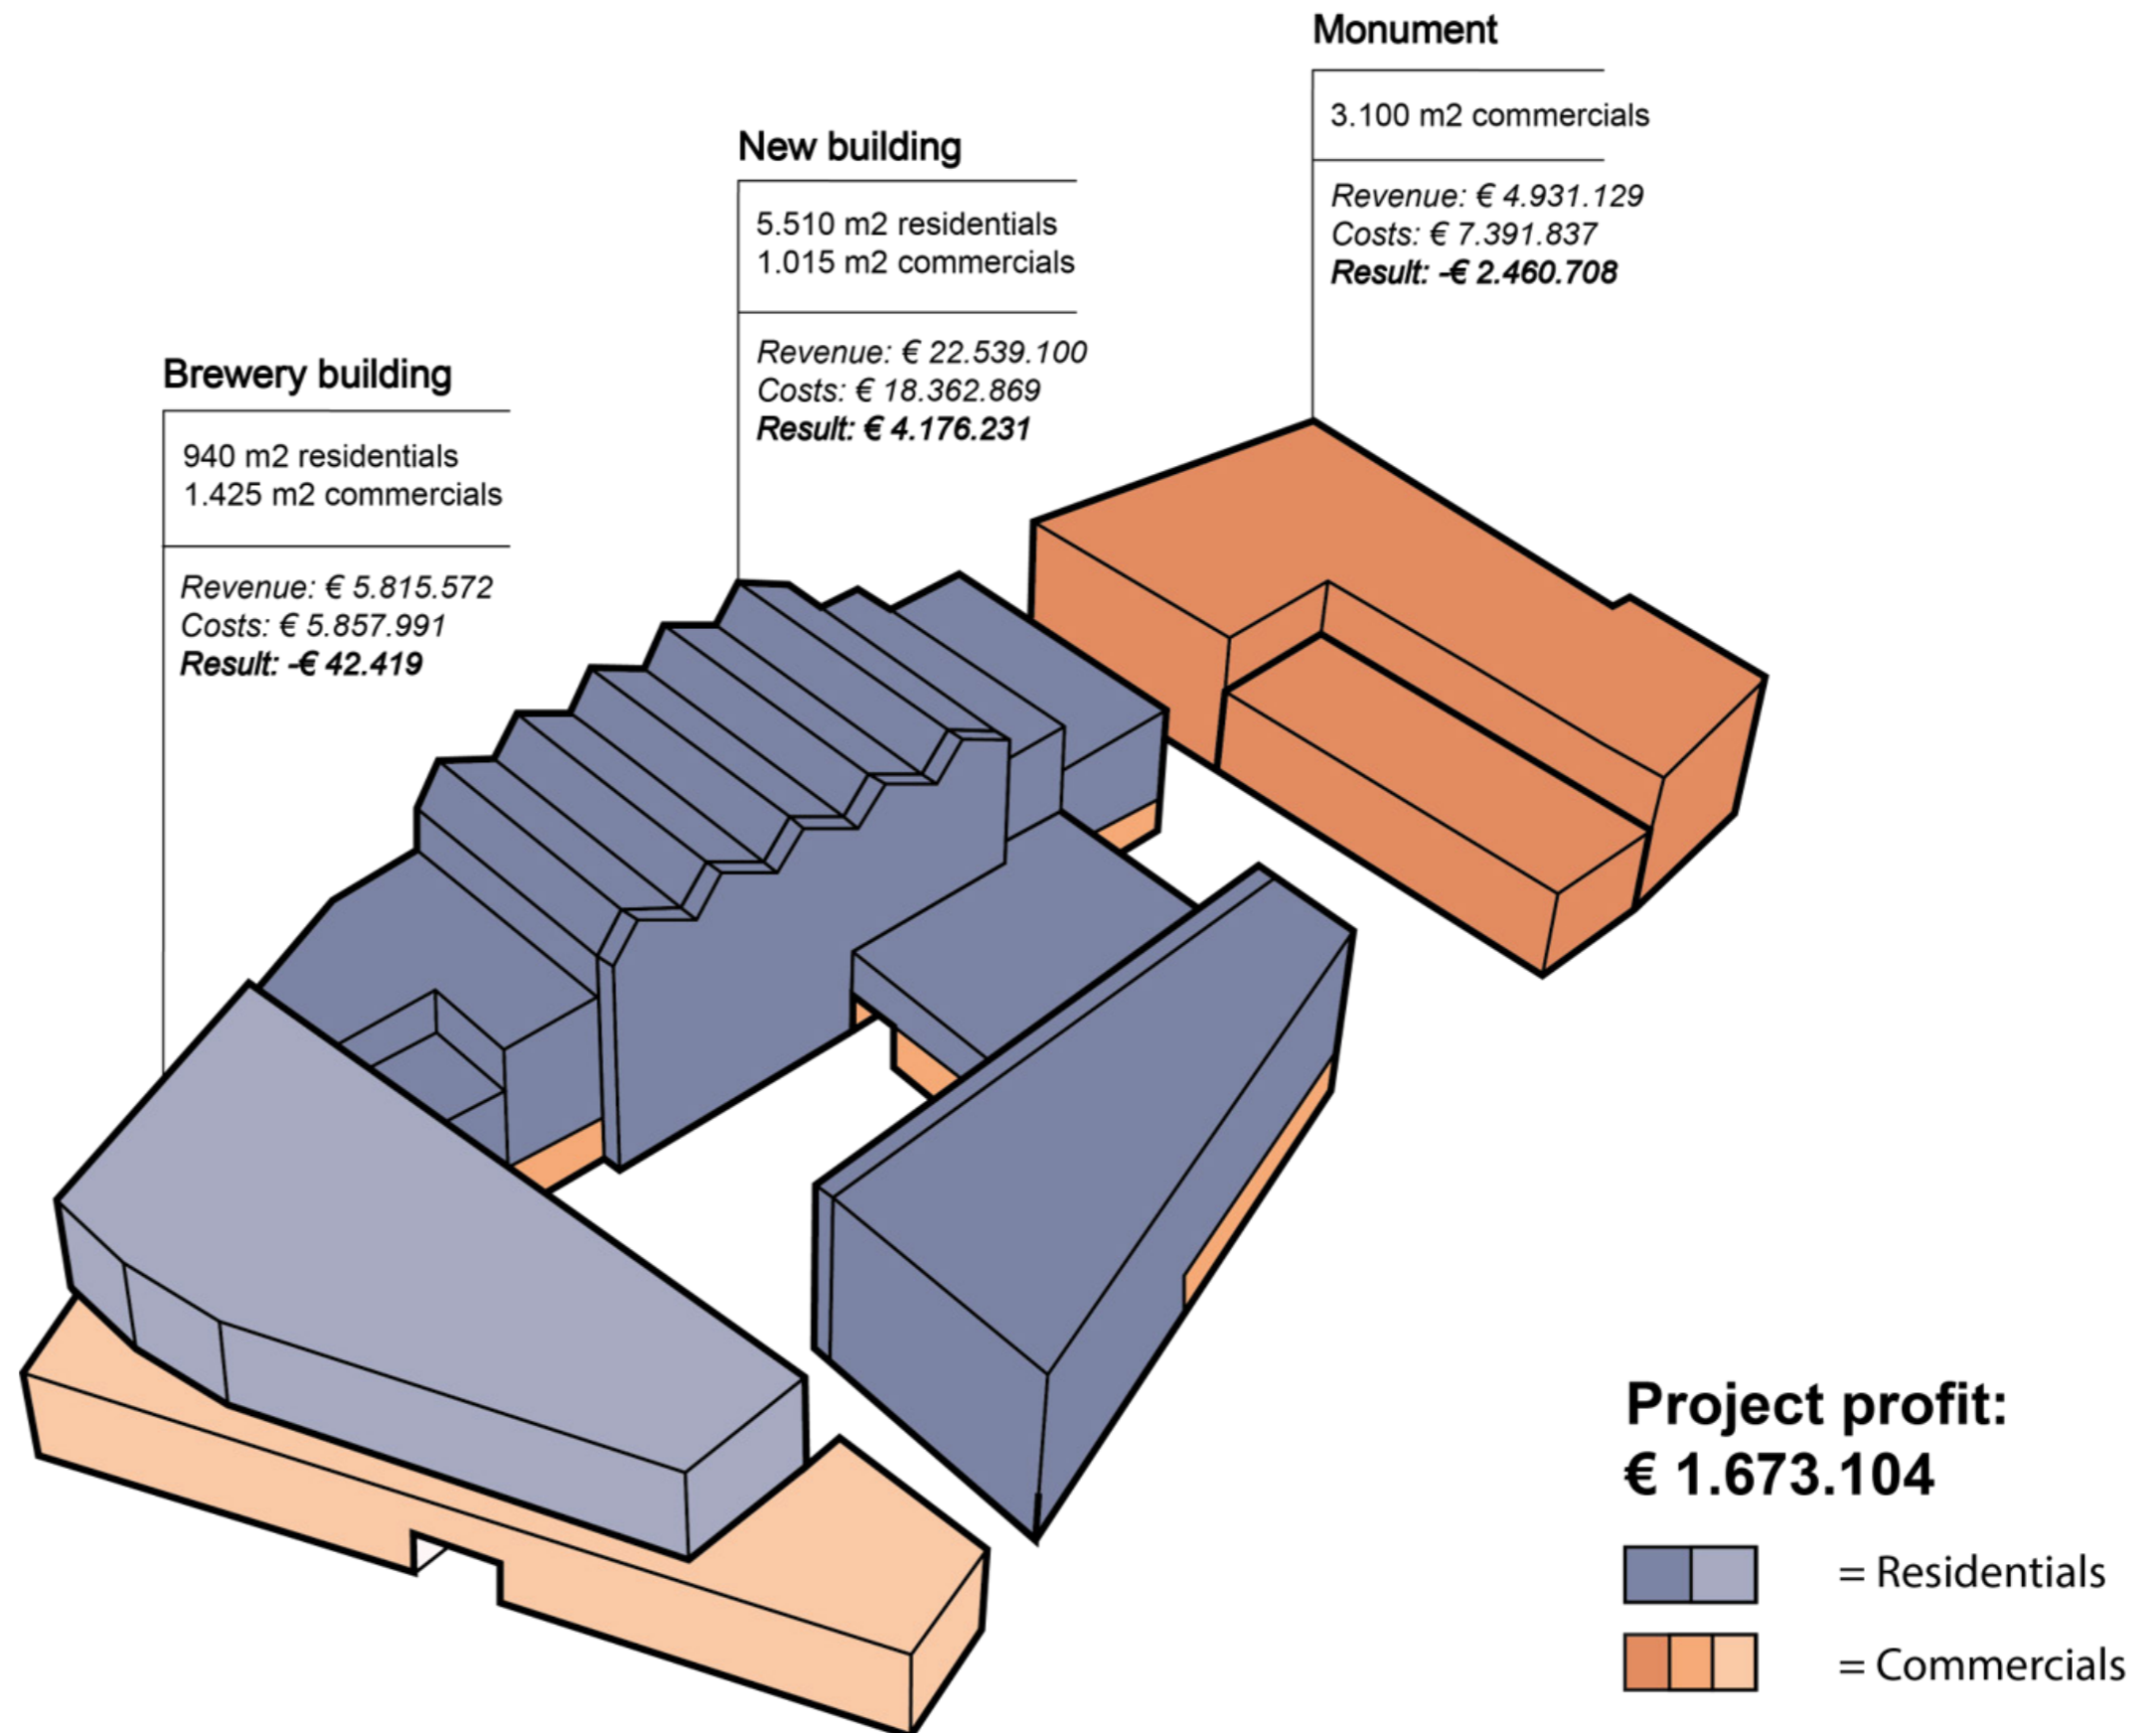 Monument
3.100 m2 commercials
Revenue: € 4.931.129
Costs: € 7.391.837
Result: -€ 2.460.708
New building
5.510 m2 residentials
1.015 m2 commercials
Revenue: € 22.539.100
Costs: € 18.362.869
Result: € 4.176.231
Brewery building
940 m2 residentials
1.425 m2 commercials
Revenue: € 5.815.572
Costs: € 5.857.991
Result: -€ 42.419
Project profit:
€ 1.673.104
= Residentials
= Commercials